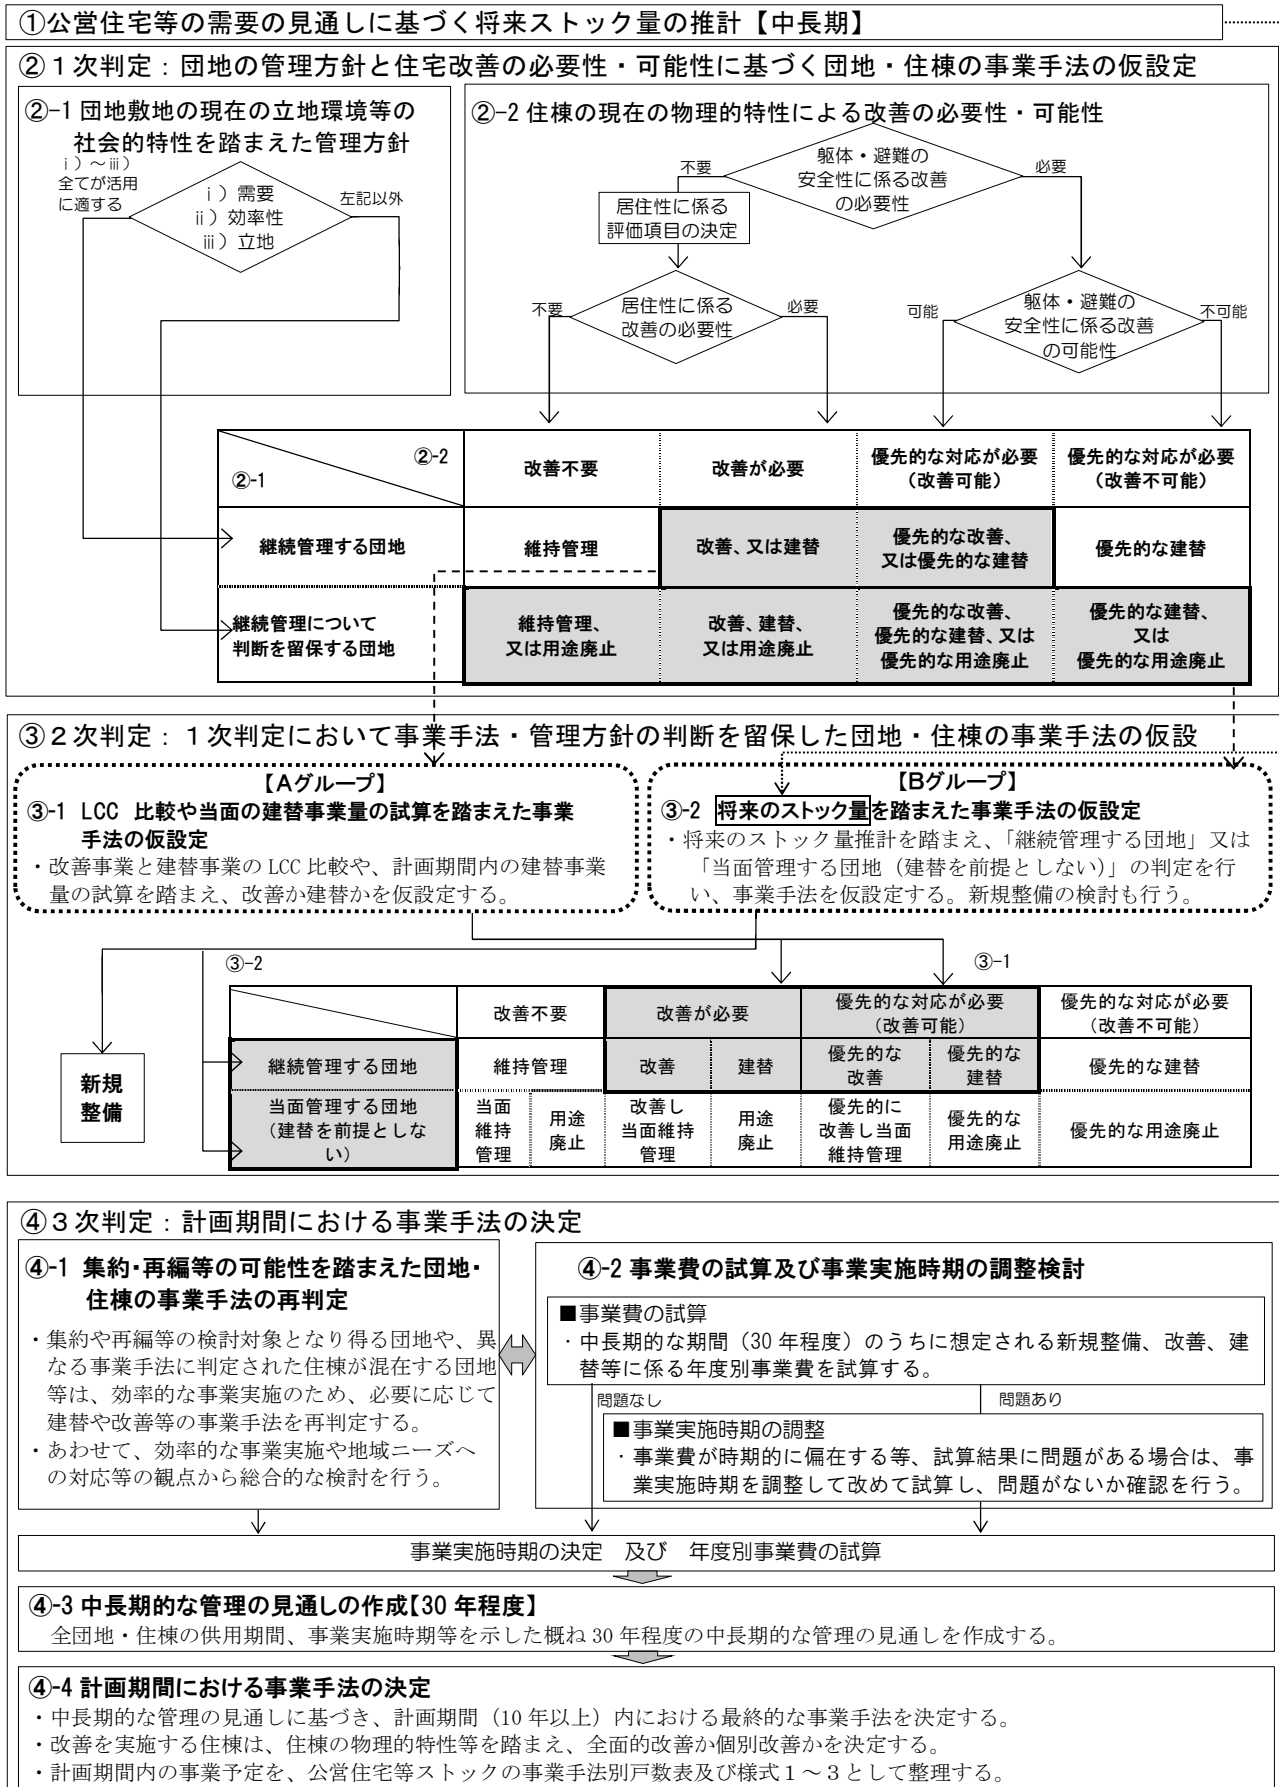 ①公営住宅等の需要の見通しに基づく将来ストック量の推計【中長期】
②１次判定：団地の管理方針と住宅改善の必要性・可能性に基づく団地・住棟の事業手法の仮設定
②-1 団地敷地の現在の立地環境等の
社会的特性を踏まえた管理方針
ⅰ）～ⅲ）
全てが活用
に適する
ⅰ）需要
ⅱ）効率性
ⅲ）立地
左記以外
②-2 住棟の現在の物理的特性による改善の必要性・可能性
不要
躯体・避難の
安全性に係る改善
の必要性
必要
居住性に係る
評価項目の決定
不要
居住性に係る
改善の必要性
必要
可能
躯体・避難の
安全性に係る改善
の可能性
不可能
②-2
②-1
改善不要
改善が必要
優先的な対応が必要
（改善可能）
優先的な対応が必要
（改善不可能）
継続管理する団地
維持管理
改善、又は建替
優先的な改善、
又は優先的な建替
優先的な建替
継続管理について
判断を留保する団地
維持管理、
又は用途廃止
改善、建替、
又は用途廃止
優先的な改善、
優先的な建替、又は
優先的な用途廃止
優先的な建替、
又は
優先的な用途廃止
③２次判定：１次判定において事業手法・管理方針の判断を留保した団地・住棟の事業手法の仮設
【Aグループ】
③-1 LCC 比較や当面の建替事業量の試算を踏まえた事業
手法の仮設定
・改善事業と建替事業の LCC 比較や、計画期間内の建替事業
量の試算を踏まえ、改善か建替かを仮設定する。
【Bグループ】
③-2 将来のストック量を踏まえた事業手法の仮設定
・将来のストック量推計を踏まえ、「継続管理する団地」又は
「当面管理する団地（建替を前提としない）」の判定を行
い、事業手法を仮設定する。新規整備の検討も行う。
③-2
③-1
改善不要
改善が必要
優先的な対応が必要
（改善可能）
優先的な対応が必要
（改善不可能）
新規
整備
継続管理する団地
維持管理
改善
建替
優先的な
改善
優先的な
建替
優先的な建替
当面管理する団地
（建替を前提としな
い）
当面
維持
管理
用途
廃止
改善し
当面維持
管理
用途
廃止
優先的に
改善し当面
維持管理
優先的な
用途廃止
優先的な用途廃止
④３次判定：計画期間における事業手法の決定
④-1 集約・再編等の可能性を踏まえた団地・
住棟の事業手法の再判定
・集約や再編等の検討対象となり得る団地や、異
なる事業手法に判定された住棟が混在する団地
等は、効率的な事業実施のため、必要に応じて
建替や改善等の事業手法を再判定する。
・あわせて、効率的な事業実施や地域ニーズへ
の対応等の観点から総合的な検討を行う。
④-2 事業費の試算及び事業実施時期の調整検討
■事業費の試算
・中長期的な期間（30 年程度）のうちに想定される新規整備、改善、建
替等に係る年度別事業費を試算する。
問題なし
問題あり
■事業実施時期の調整
・事業費が時期的に偏在する等、試算結果に問題がある場合は、事
業実施時期を調整して改めて試算し、問題がないか確認を行う。
事業実施時期の決定　及び　年度別事業費の試算
④-3 中長期的な管理の見通しの作成【30 年程度】
全団地・住棟の供用期間、事業実施時期等を示した概ね 30 年程度の中長期的な管理の見通しを作成する。
④-4 計画期間における事業手法の決定
・中長期的な管理の見通しに基づき、計画期間（10 年以上）内における最終的な事業手法を決定する。
・改善を実施する住棟は、住棟の物理的特性等を踏まえ、全面的改善か個別改善かを決定する。
・計画期間内の事業予定を、公営住宅等ストックの事業手法別戸数表及び様式１～３として整理する。